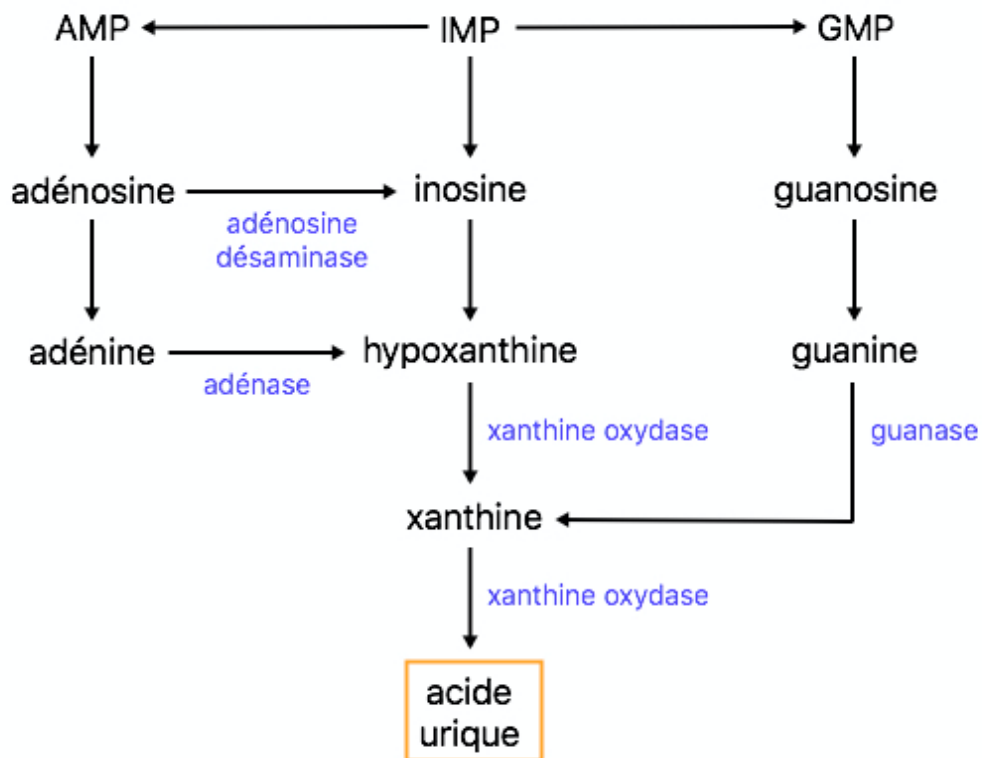 AMP
IMP
GMP
adénosine
inosine
guanosine
adénosine
désaminase
adénine
hypoxanthine
guanine
adénase
xanthine oxydase
guanase
xanthine
xanthine oxydase
acide
urique